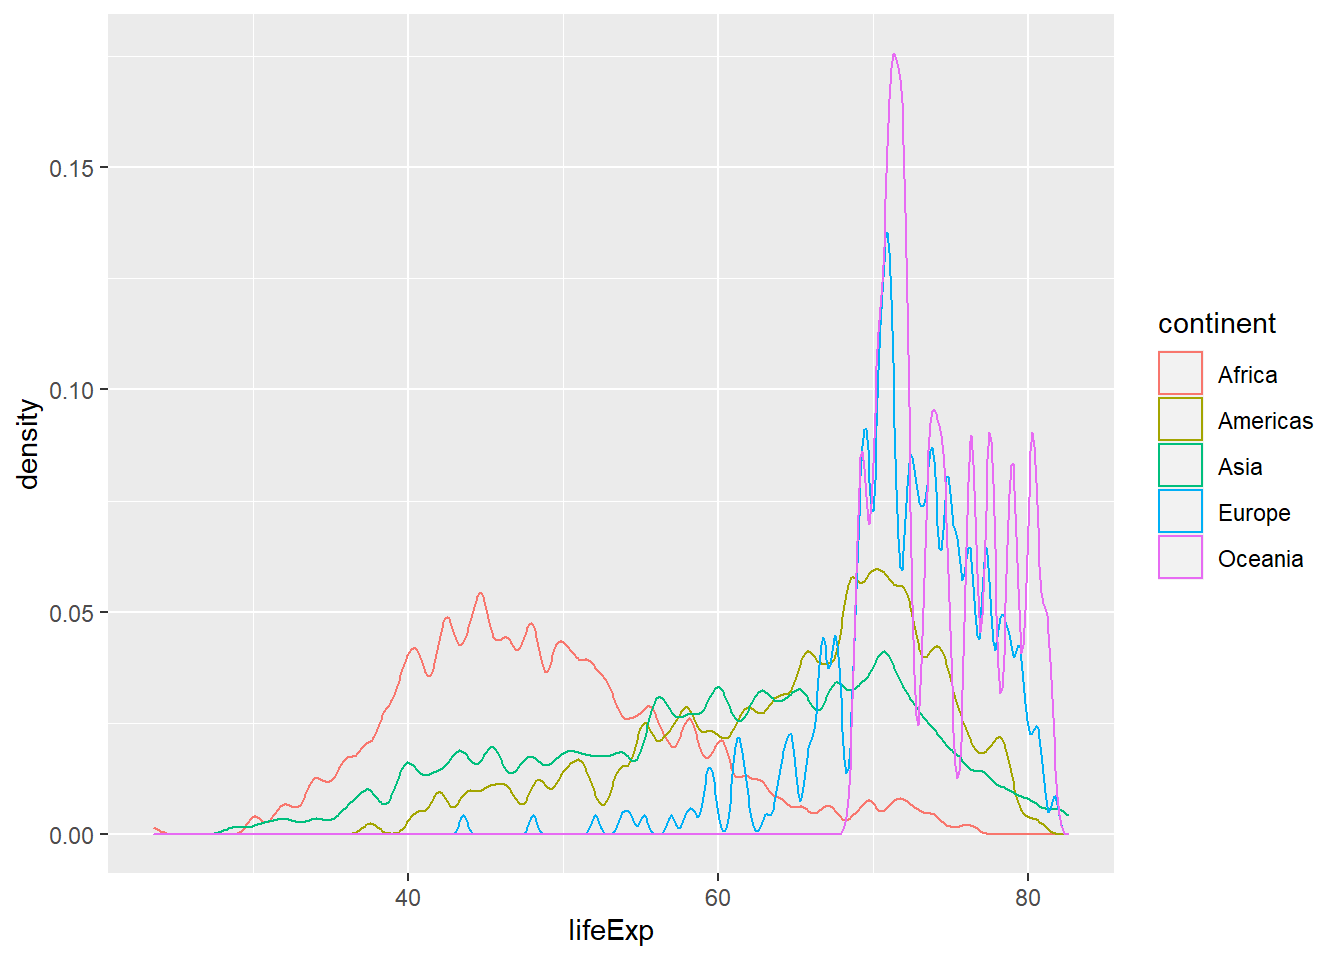 0.15
0.10
0.05
0.00
density
40
60
80
lifeExp
continent
Africa
Americas
Asia
Europe
Oceania